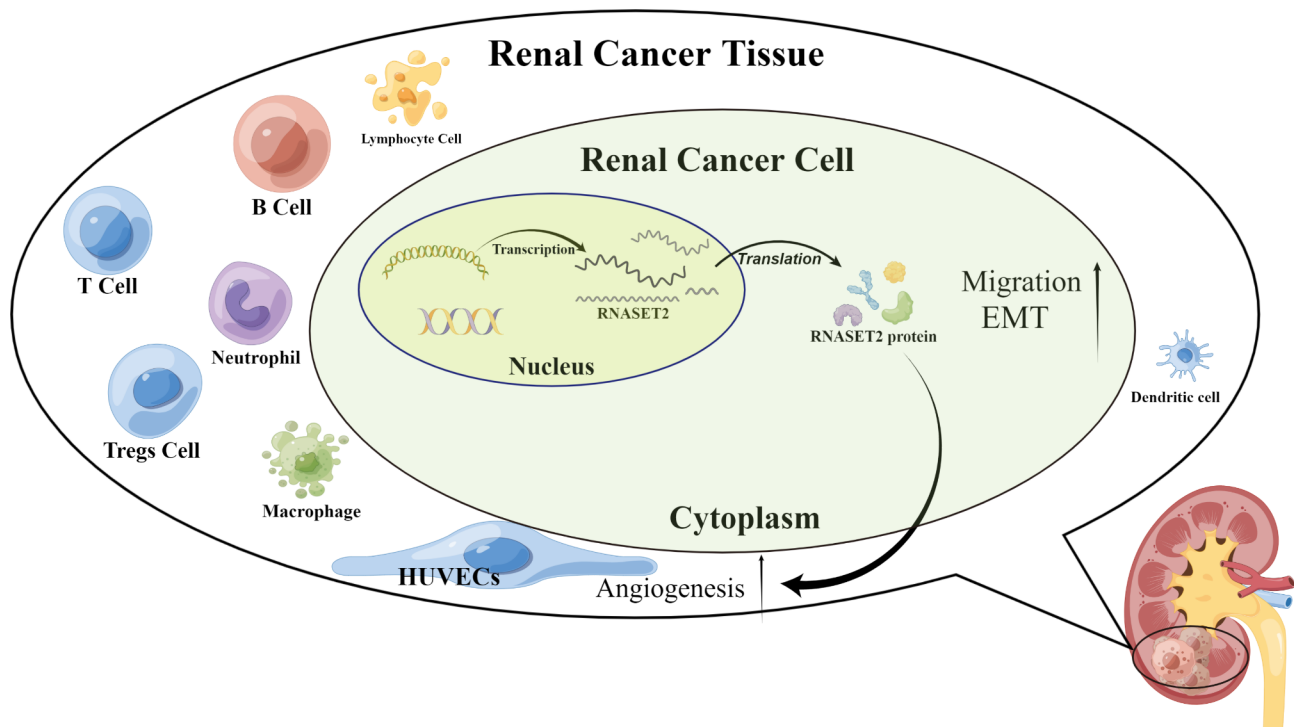 Renal Cancer Tissue
Lymphocyte Cell
B Cell
T Cell
Neutrophil
Tregs Cell
Macrophage
HUVECs
Renal Cancer Cell
Transcription
RNASET2
Nucleus
Translation
RNASET2 protein
Migration
EMT
Cytoplasm
Angiogenesis
Dendritic cell